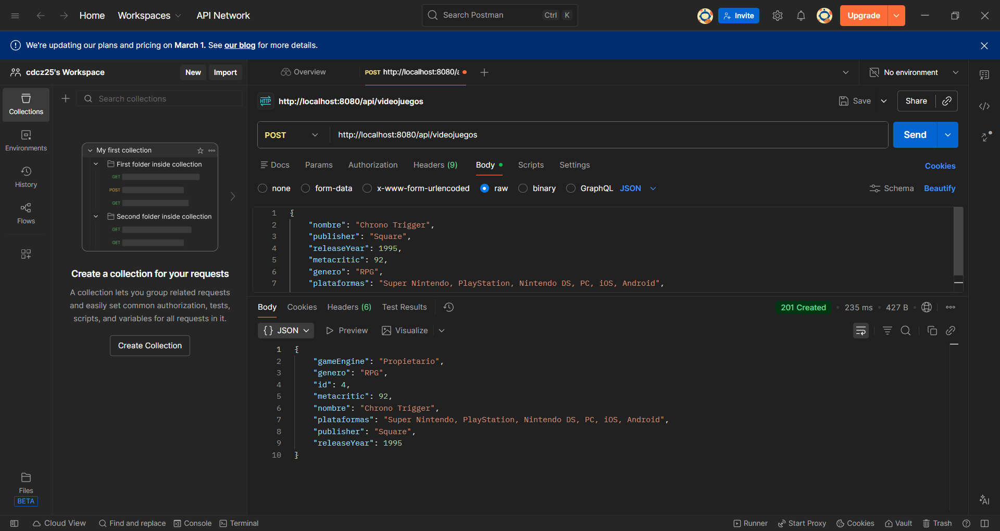 Home Workspaces API Network Search Postman Ctrl K Invite Upgrade
We're updating our plans and pricing on March 1. See our blog for more details.
cdcz25's Workspace New Import Overview POST http://localhost:8080/a No environment
Collections
Search collections
http://localhost:8080/api/videojuegos Save Share
Environments
POST http://localhost:8080/api/videojuegos Send
History
Flows
My first collection
First folder inside collection
GET
POST
GET
Second folder inside collection
GET
GET
Docs Params Authorization Headers (9) Body Scripts Settings Cookies
none form-data x-www-form-urlencoded raw binary GraphQL JSON Schema Beautify
1 {
2 "nombre": "Chrono Trigger",
3 "publisher": "Square",
4 "releaseYear": 1995,
5 "metacritic": 92,
6 "genero": "RPG",
7 "plataformas": "Super Nintendo, PlayStation, Nintendo DS, PC, iOS, Android",
Create a collection for your requests
A collection lets you group related requests
and easily set common authorization, tests,
scripts, and variables for all requests in it.
Create Collection
Body Cookies Headers (6) Test Results 201 Created 235 ms 427 B
{} JSON Preview Visualize
1 {
2 "gameEngine": "Propietario",
3 "genero": "RPG",
4 "id": 4,
5 "metacritic": 92,
6 "nombre": "Chrono Trigger",
7 "plataformas": "Super Nintendo, PlayStation, Nintendo DS, PC, iOS, Android",
8 "publisher": "Square",
9 "releaseYear": 1995
10 }
Files
BETA
AI
Cloud View Find and replace Console Terminal Runner Start Proxy Cookies Vault Trash